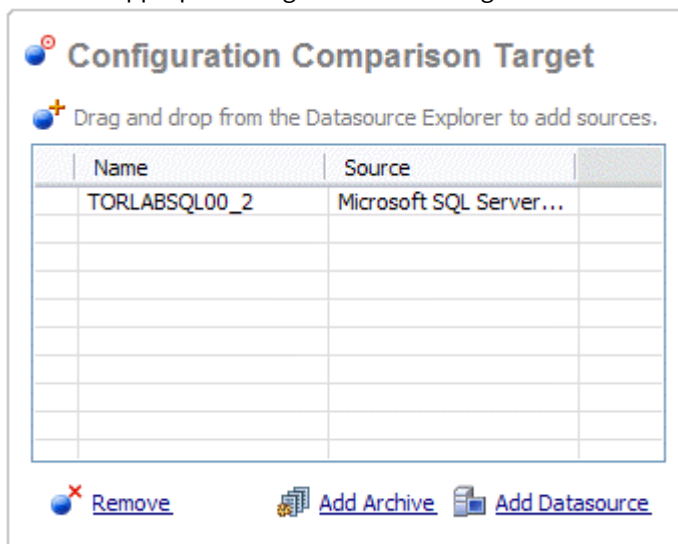 Configuration Comparison Target
Drag and drop from the Datasource Explorer to add sources.
Name Source
TORLABSQL00_2 Microsoft SQL Server...
Remove Add Archive Add Datasource